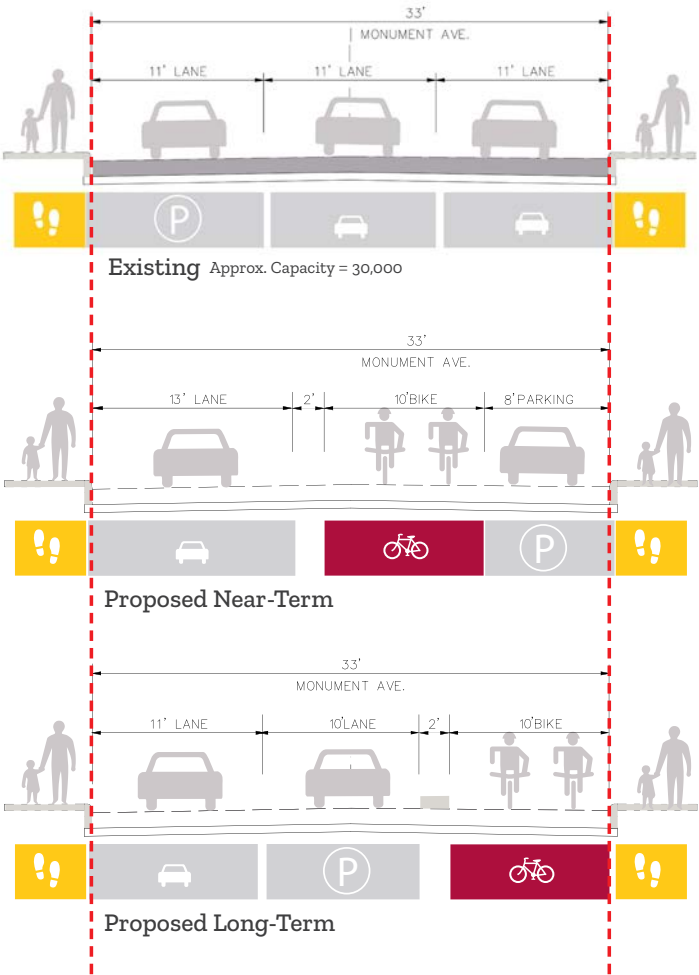 33'
MONUMENT AVE.
11' LANE 11' LANE 11' LANE
P
Existing Approx. Capacity = 30,000
33'
MONUMENT AVE.
13' LANE 2' 10'BIKE 8'PARKING
P
Proposed Near-Term
33'
MONUMENT AVE.
11' LANE 10'LANE 2' 10'BIKE
P
Proposed Long-Term